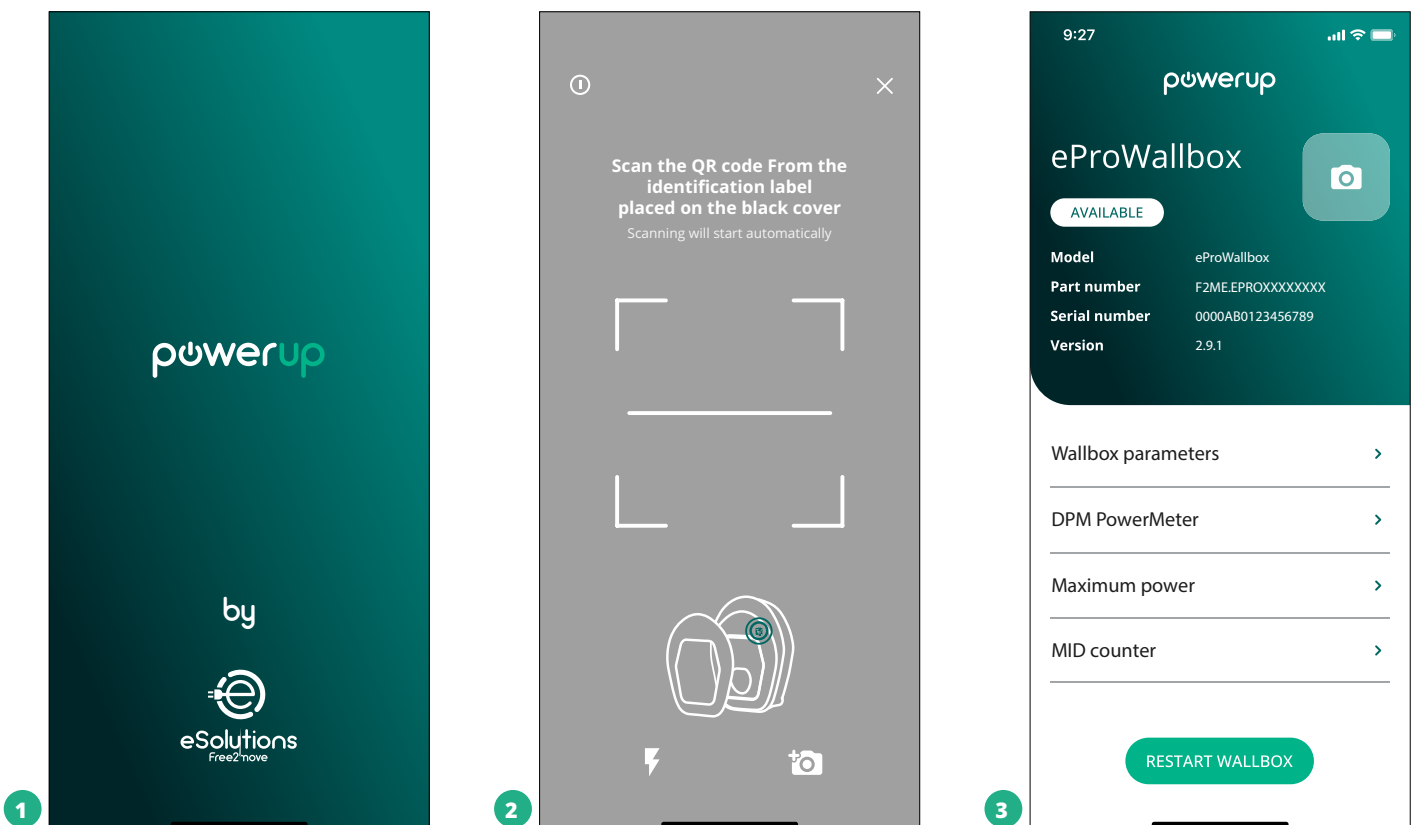 powerup
by
eSolutions
Free2move
1
Scan the QR code From the
identification label
placed on the black cover
Scanning will start automatically
2
9:27
powerup
eProWallbox
AVAILABLE
Model eProWallbox
Part number F2ME.EPROXXXXXXXX
Serial number 0000AB0123456789
Version 2.9.1
Wallbox parameters
DPM PowerMeter
Maximum power
MID counter
RESTART WALLBOX
3